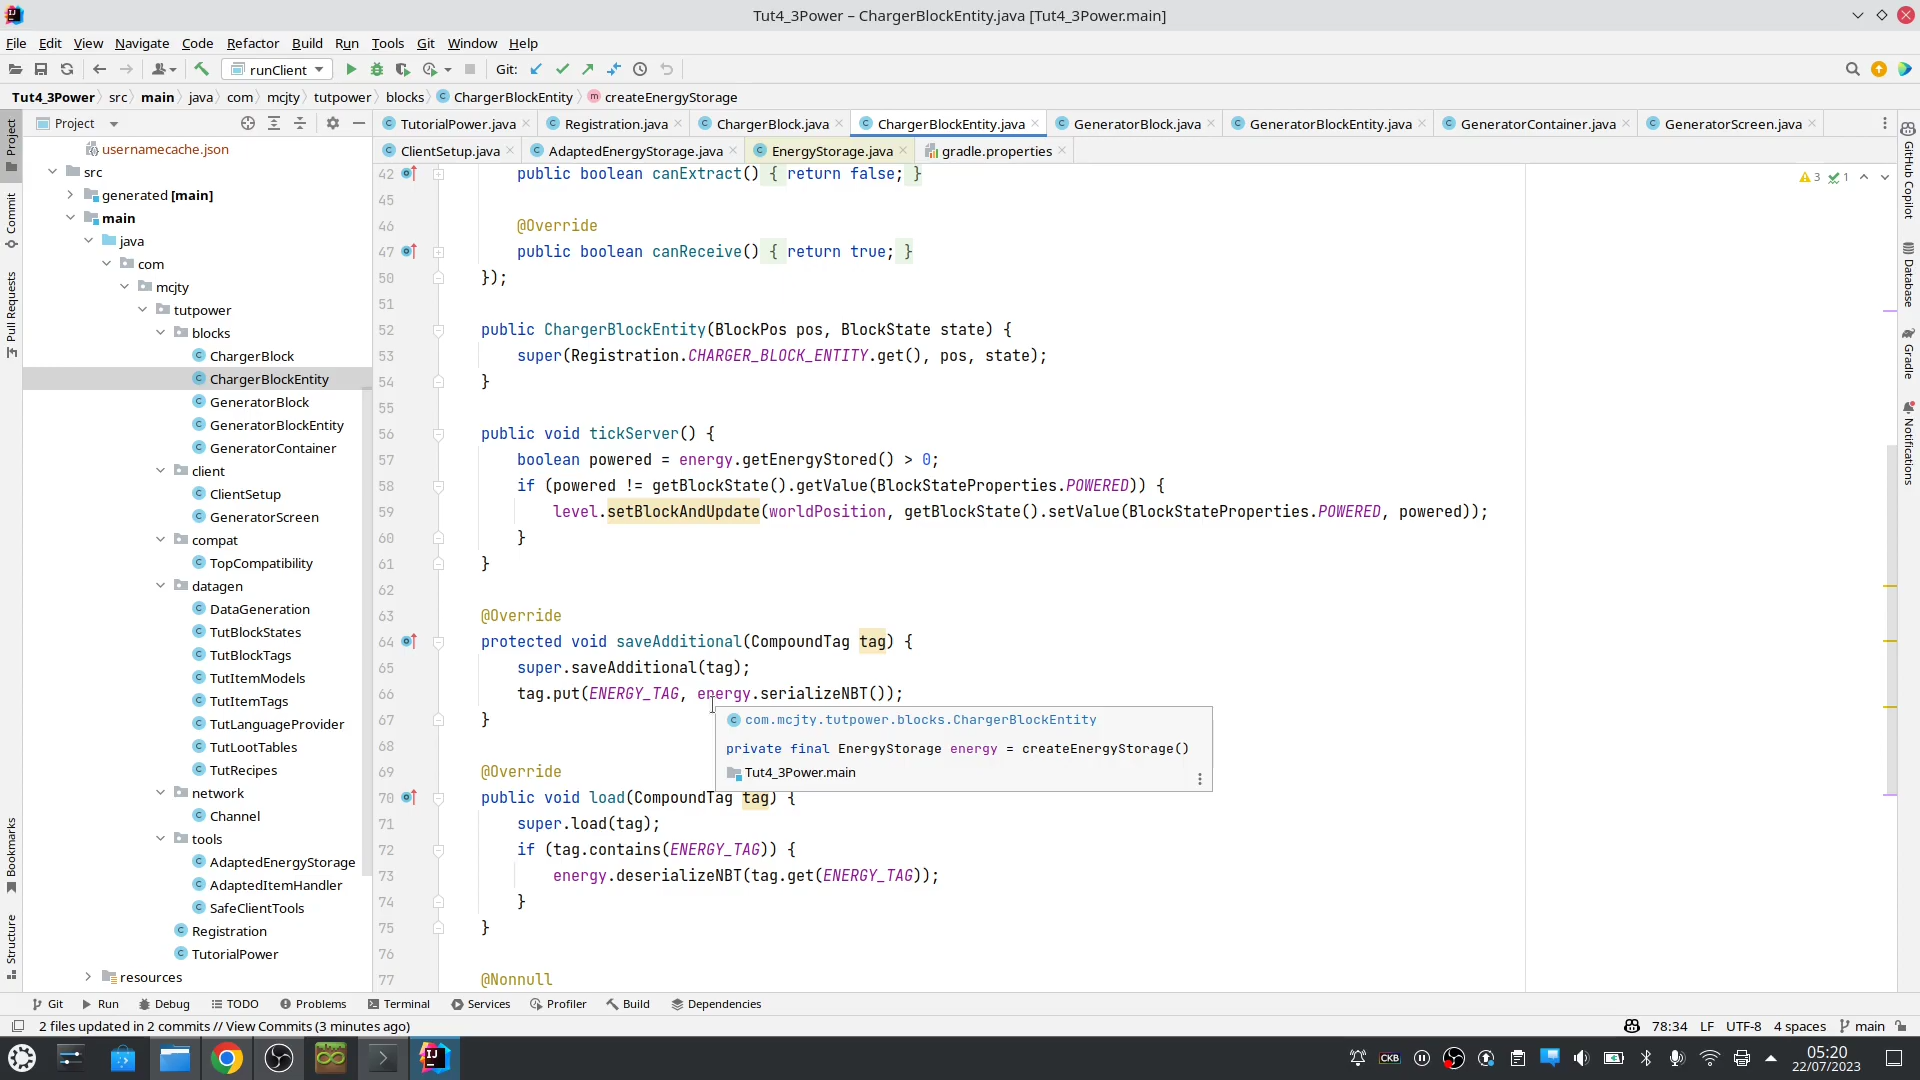 Tut4_3Power – ChargerBlockEntity.java [Tut4_3Power.main]
File Edit View Navigate Code Refactor Build Run Tools Git Window Help
runClient Git:
Tut4_3Power src main java com mcjty tutpower blocks ChargerBlockEntity createEnergyStorage
Project
TutorialPower.java Registration.java ChargerBlock.java ChargerBlockEntity.java GeneratorBlock.java GeneratorBlockEntity.java GeneratorContainer.java GeneratorScreen.java
ClientSetup.java AdaptedEnergyStorage.java EnergyStorage.java gradle.properties
Project
Commit
Pull Requests
Bookmarks
Structure
usernamecache.json
src
generated [main]
main
java
com
mcjty
tutpower
blocks
ChargerBlock
ChargerBlockEntity
GeneratorBlock
GeneratorBlockEntity
GeneratorContainer
client
ClientSetup
GeneratorScreen
compat
TopCompatibility
datagen
DataGeneration
TutBlockStates
TutBlockTags
TutItemModels
TutItemTags
TutLanguageProvider
TutLootTables
TutRecipes
network
Channel
tools
AdaptedEnergyStorage
AdaptedItemHandler
SafeClientTools
Registration
TutorialPower
resources
3 1
42 public boolean canExtract() { return false; }
45
46 @Override
47 public boolean canReceive() { return true; }
50 });
51
52 public ChargerBlockEntity(BlockPos pos, BlockState state) {
53 super(Registration.CHARGER_BLOCK_ENTITY.get(), pos, state);
54 }
55
56 public void tickServer() {
57 boolean powered = energy.getEnergyStored() > 0;
58 if (powered != getBlockState().getValue(BlockStateProperties.POWERED)) {
59 level.setBlockAndUpdate(worldPosition, getBlockState().setValue(BlockStateProperties.POWERED, powered));
60 }
61 }
62
63 @Override
64 protected void saveAdditional(CompoundTag tag) {
65 super.saveAdditional(tag);
66 tag.put(ENERGY_TAG, energy.serializeNBT());
67 }
68
69 @Override
70 public void load(CompoundTag tag) {
71 super.load(tag);
72 if (tag.contains(ENERGY_TAG)) {
73 energy.deserializeNBT(tag.get(ENERGY_TAG));
74 }
75 }
76
77 @Nonnull
com.mcjty.tutpower.blocks.ChargerBlockEntity
private final EnergyStorage energy = createEnergyStorage()
Tut4_3Power.main
GitHub Copilot
Database
Gradle
Notifications
Git Run Debug TODO Problems Terminal Services Profiler Build Dependencies
2 files updated in 2 commits // View Commits (3 minutes ago) 78:34 LF UTF-8 4 spaces main
IJ CKB 05:20
22/07/2023